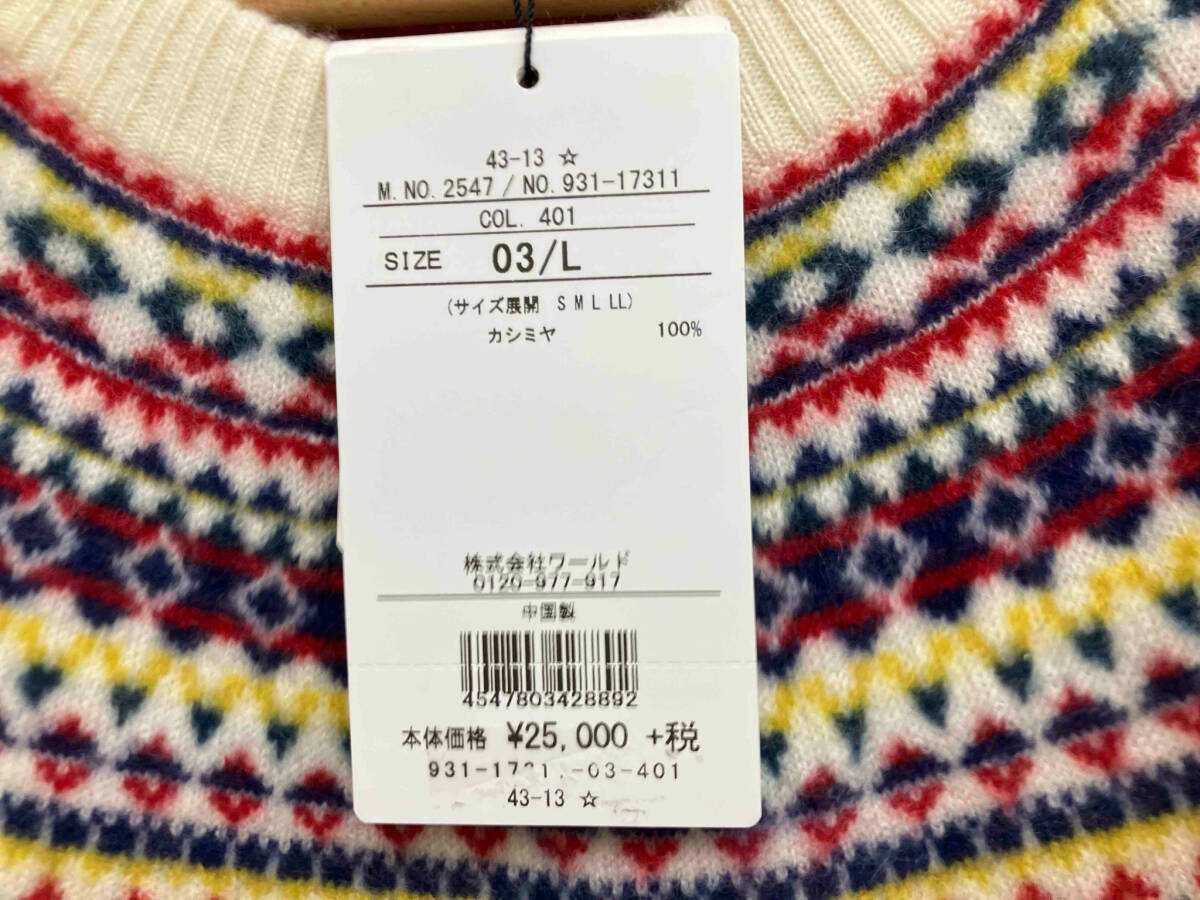 43-13 ☆
M. NO. 2547 / NO. 931-17311
COL. 401
SIZE 03/L
(サイズ展開 S M L LL)
カシミヤ 100%
株式会社ワールド
0120-977-917
中国製
4547803428892
本体価格 ¥25,000 +税
-03-401
43-13 ☆